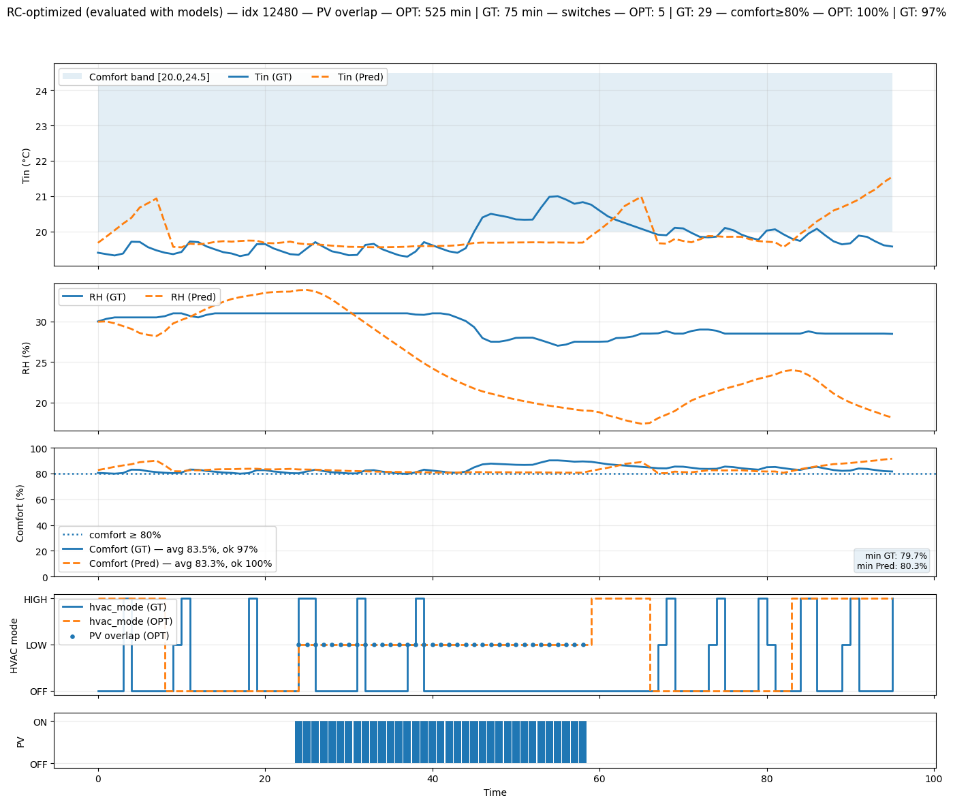 RC-optimized (evaluated with models) — idx 12480 — PV overlap — OPT: 525 min | GT: 75 min — switches — OPT: 5 | GT: 29 — comfort≥80% — OPT: 100% | GT: 97%
Comfort band [20.0,24.5]
Tin (GT)
Tin (Pred)
24
23
22
21
20
Tin (°C)
RH (GT)
RH (Pred)
30
25
20
RH (%)
100
80
60
40
20
0
Comfort (%)
comfort ≥ 80%
Comfort (GT) — avg 83.5%, ok 97%
Comfort (Pred) — avg 83.3%, ok 100%
min GT: 79.7%
min Pred: 80.3%
HIGH
LOW
OFF
HVAC mode
hvac_mode (GT)
hvac_mode (OPT)
PV overlap (OPT)
ON
OFF
PV
0
20
40
60
80
100
Time